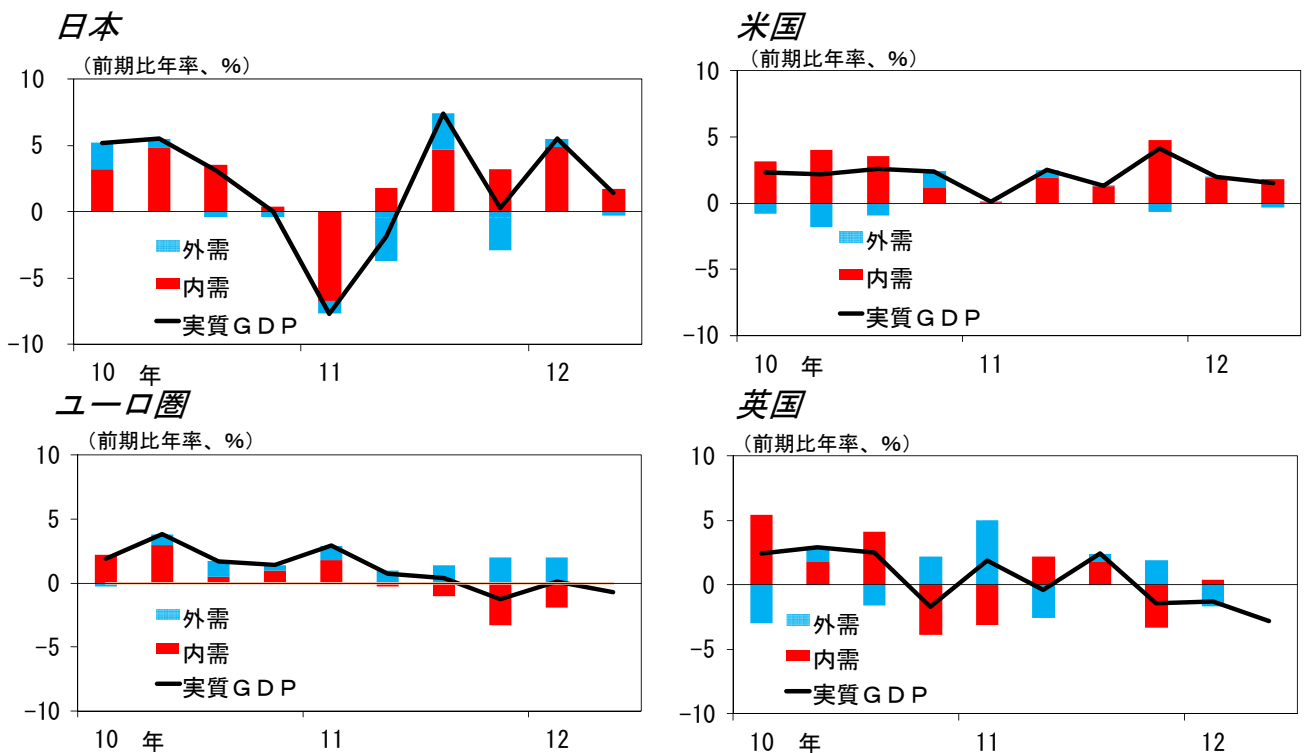 日本
（前期比年率、%）
10
5
0
−5
−10
外需
内需
実質ＧＤＰ
10 年 11 12
米国
（前期比年率、%）
10
5
0
−5
−10
外需
内需
実質ＧＤＰ
10 年 11 12
ユーロ圏
（前期比年率、%）
10
5
0
−5
−10
外需
内需
実質ＧＤＰ
10 年 11 12
英国
（前期比年率、%）
10
5
0
−5
−10
外需
内需
実質ＧＤＰ
10 年 11 12